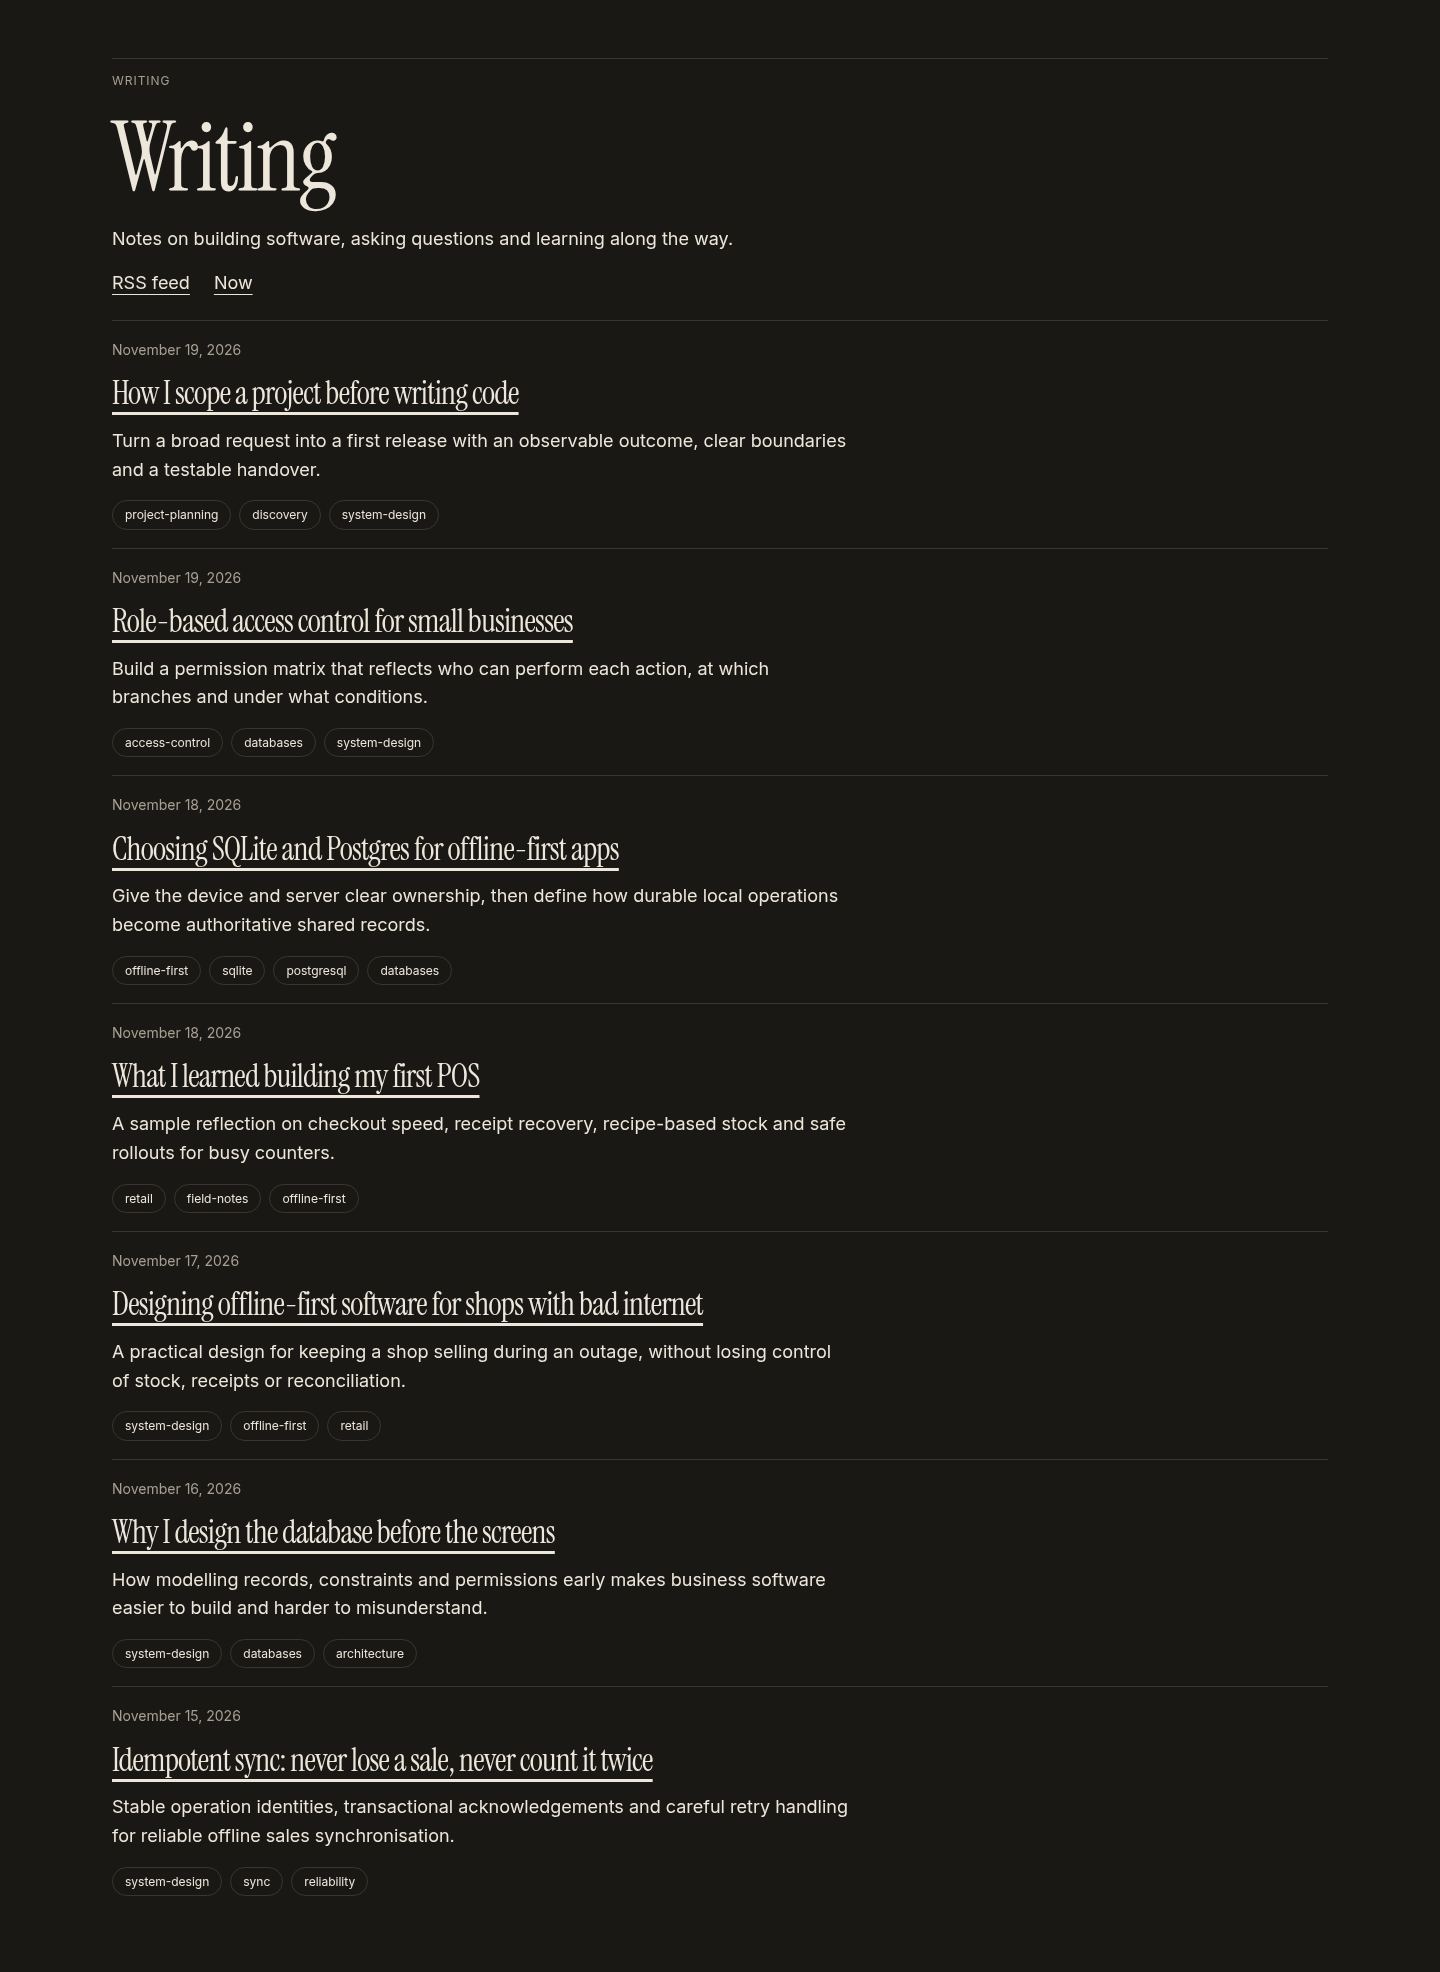 WRITING
Writing
Notes on building software, asking questions and learning along the way.
RSS feed Now
November 19, 2026
How I scope a project before writing code
Turn a broad request into a first release with an observable outcome, clear boundaries
and a testable handover.
project-planning discovery system-design
November 19, 2026
Role-based access control for small businesses
Build a permission matrix that reflects who can perform each action, at which
branches and under what conditions.
access-control databases system-design
November 18, 2026
Choosing SQLite and Postgres for offline-first apps
Give the device and server clear ownership, then define how durable local operations
become authoritative shared records.
offline-first sqlite postgresql databases
November 18, 2026
What I learned building my first POS
A sample reflection on checkout speed, receipt recovery, recipe-based stock and safe
rollouts for busy counters.
retail field-notes offline-first
November 17, 2026
Designing offline-first software for shops with bad internet
A practical design for keeping a shop selling during an outage, without losing control
of stock, receipts or reconciliation.
system-design offline-first retail
November 16, 2026
Why I design the database before the screens
How modelling records, constraints and permissions early makes business software
easier to build and harder to misunderstand.
system-design databases architecture
November 15, 2026
Idempotent sync: never lose a sale, never count it twice
Stable operation identities, transactional acknowledgements and careful retry handling
for reliable offline sales synchronisation.
system-design sync reliability